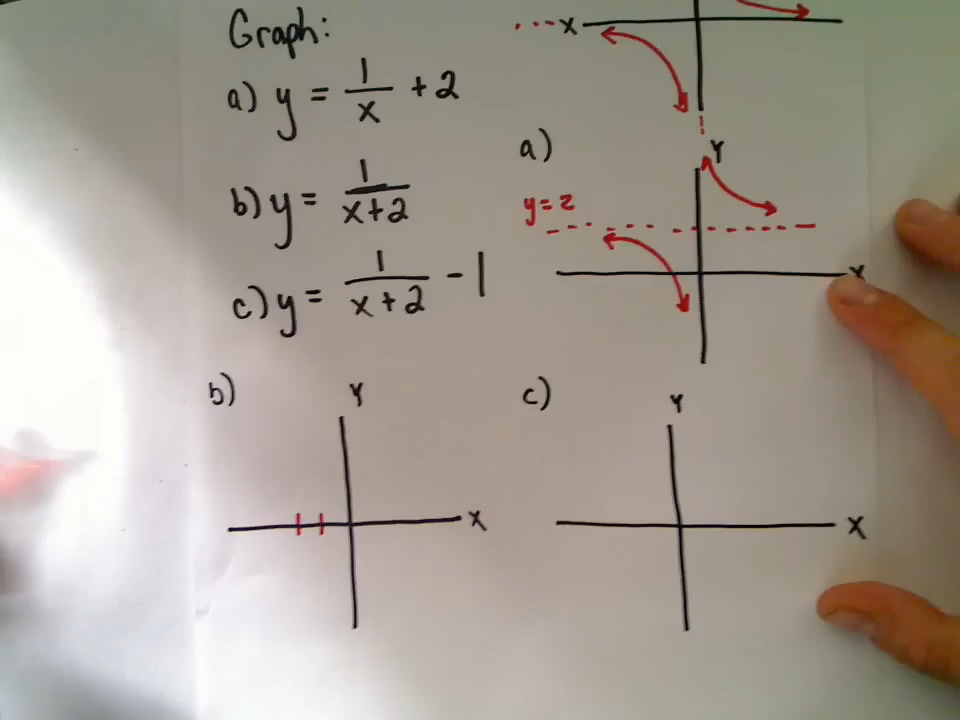 Graph:
X
a) y = 1/x + 2
a)
Y
b) y = 1/(x+2)
y=2
X
c) y = 1/(x+2) - 1
b)
Y
c)
Y
X
X